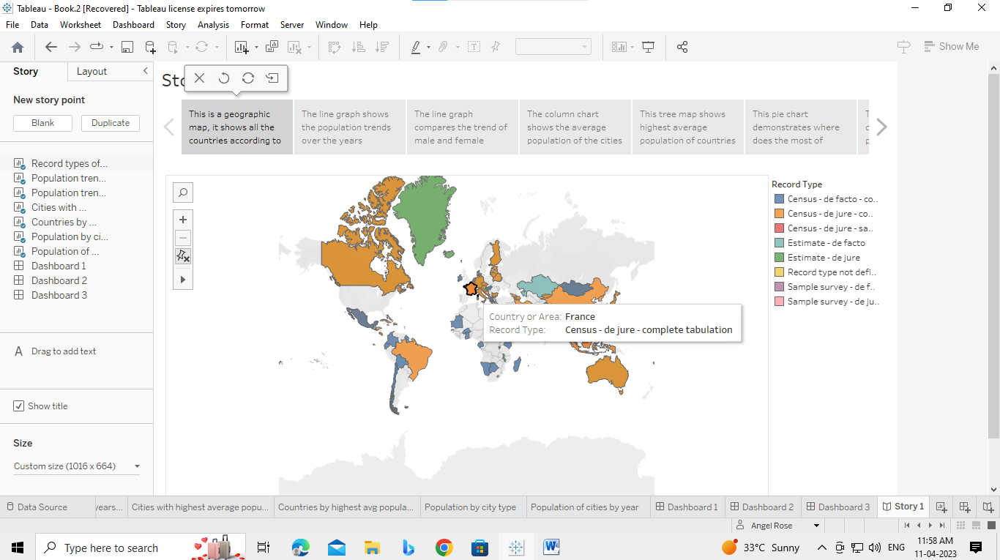 Tableau - Book.2 [Recovered] - Tableau license expires tomorrow
File Data Worksheet Dashboard Story Analysis Format Server Window Help
Show Me
Story Layout
New story point
Blank Duplicate
Record types of...
Population tren...
Population tren...
Cities with ...
Countries by ...
Population by ci...
Population of ...
Dashboard 1
Dashboard 2
Dashboard 3
A Drag to add text
Show title
Size
Custom size (1016 x 664)
This is a geographic
map, it shows all the
countries according to
The line graph shows
the population trends
over the years
The line graph
compares the trend of
male and female
The column chart
shows the average
population of the cities
This tree map shows
highest average
population of countries
This pie chart
demonstrates where
does the most of
Record Type
Census - de facto - co..
Census - de jure - co..
Census - de jure - sa..
Estimate - de facto
Estimate - de jure
Record type not defi..
Sample survey - de f..
Sample survey - de ju..
Country or Area: France
Record Type: Census - de jure - complete tabulation
Data Source years... Cities with highest average popu... Countries by highest avg popula... Population by city type Population of cities by year Dashboard 1 Dashboard 2 Dashboard 3 Story 1
Angel Rose
Type here to search
33°C Sunny
ENG
11:58 AM
11-04-2023